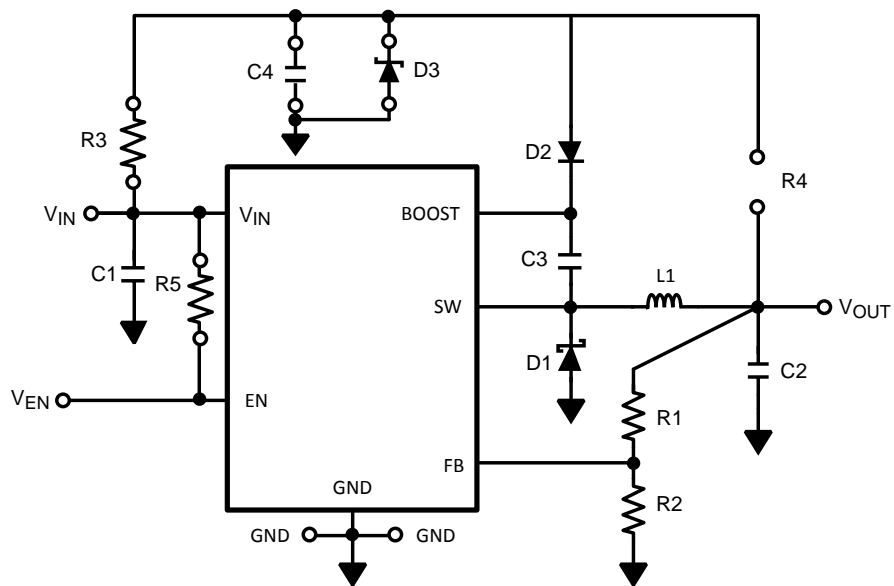 C4
D3
R3
D2
R4
VIN
VIN
BOOST
C3
C1
R5
L1
SW
VOUT
D1
C2
VEN
EN
R1
FB
GND
R2
GND
GND